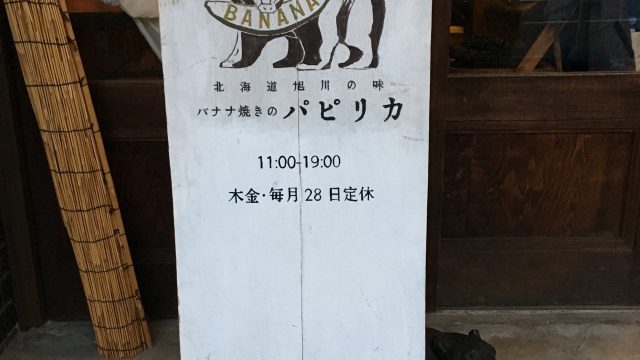 BANANA
北海道旭川の味
バナナ焼きの パピリカ
11:00-19:00
木金・毎月28日定休